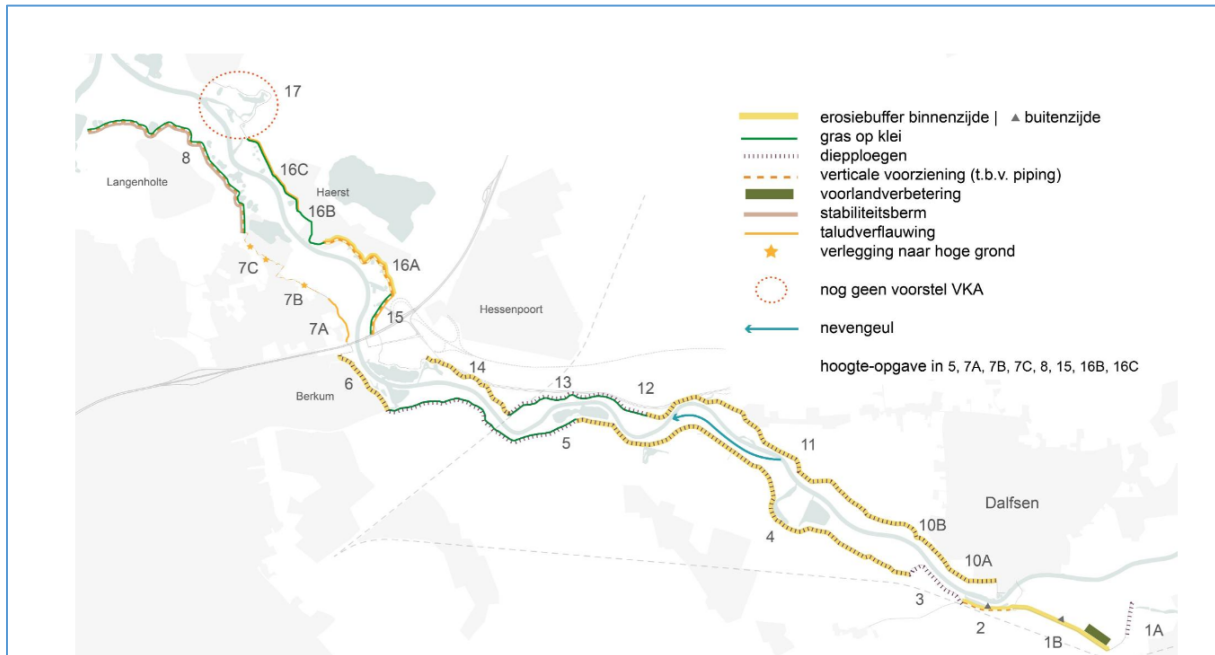 17
8
Langenholte
16C
Haerst
16B
16A
7C
7B
7A
15
Hessenpoort
erosiebuffer binnenzijde | ▲ buitenzijde
gras op klei
diepploegen
verticale voorziening (t.b.v. piping)
voorlandverbetering
stabiliteitsberm
taludverflauwing
verlegging naar hoge grond
nog geen voorstel VKA
nevengeul
hoogte-opgave in 5, 7A, 7B, 7C, 8, 15, 16B, 16C
14
13
12
6
Berkum
5
11
4
10B
Dalfsen
10A
3
2
1B
1A